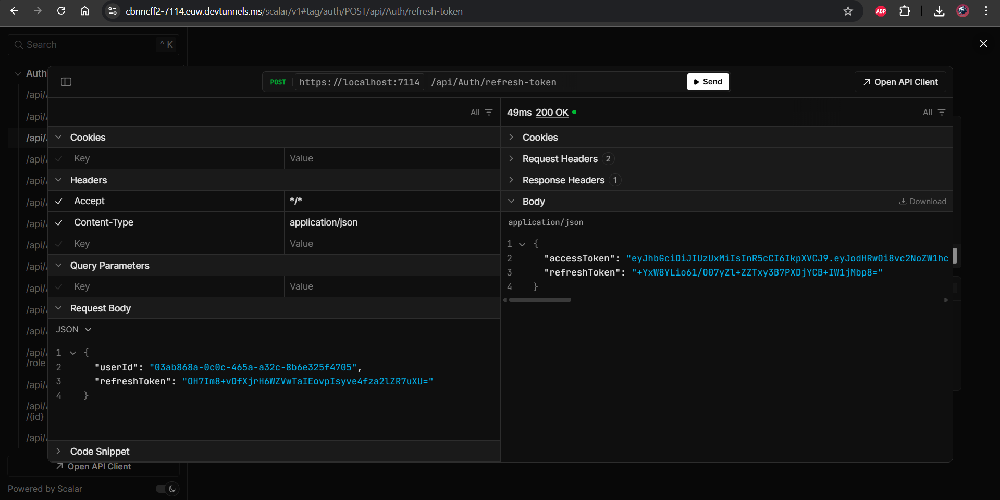 cbnncff2-7114.euw.devtunnels.ms/scalar/v1#tag/auth/POST/api/Auth/refresh-token
ABP
Search
^ K
Auth
/api/
/api/
/api/
/api/
/api/
/api/
/api/
/api/
/api/
/api/
/api/
/api/
/api/
/role
/api/
/api/
/{id}
/api/
Open API Client
Powered by Scalar
POST https://localhost:7114 /api/Auth/refresh-token
Send
Open API Client
All
Cookies
Key Value
Headers
Accept */*
Content-Type application/json
Key Value
Query Parameters
Key Value
Request Body
JSON
1 {
2 "userId": "03ab868a-0c0c-465a-a32c-8b6e325f4705",
3 "refreshToken": "OH7Im8+vOfXjrH6WZVwTaIEovpIsyve4fza2lZR7uXU="
4 }
Code Snippet
49ms 200 OK
All
Cookies
Request Headers 2
Response Headers 1
Body
Download
application/json
1 {
2 "accessToken": "eyJhbGciOiJIUzUxMiIsInR5cCI6IkpXVCJ9.eyJodHRwOi8vc2NoZW1hc
3 "refreshToken": "+YxW8YLio61/O07yZl+ZZTxy3B7PXDjYCB+IW1jMbp8="
4 }